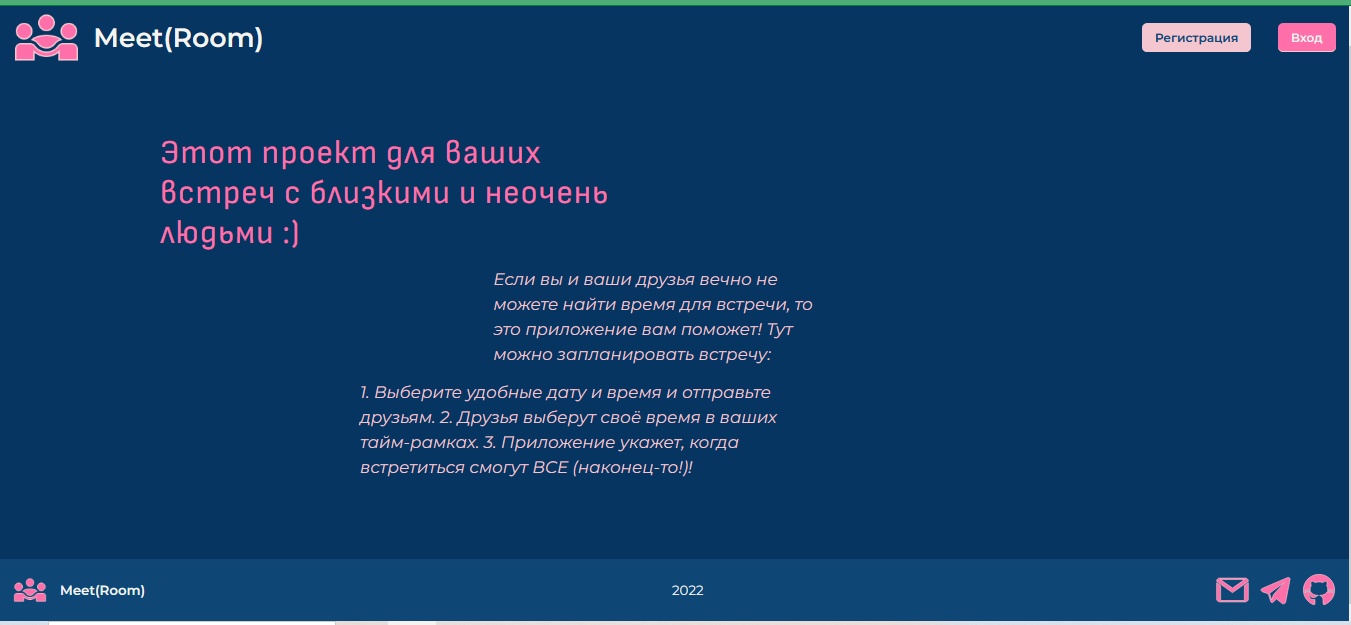 Meet(Room)
Регистрация
Вход
Этот проект для ваших
встреч с близкими и неочень
людьми :)
Если вы и ваши друзья вечно не
можете найти время для встречи, то
это приложение вам поможет! Тут
можно запланировать встречу:
1. Выберите удобные дату и время и отправьте
друзьям. 2. Друзья выберут своё время в ваших
тайм-рамках. 3. Приложение укажет, когда
встретиться смогут ВСЕ (наконец-то!)!
Meet(Room)
2022